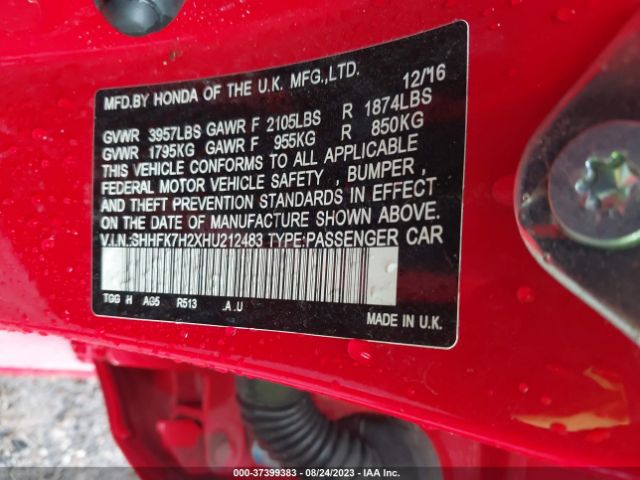 MFD.BY HONDA OF THE U.K. MFG.,LTD. 12/16
GVWR 3957LBS GAWR F 2105LBS R 1874LBS
GVWR 1795KG GAWR F 955KG R 850KG
THIS VEHICLE CONFORMS TO ALL APPLICABLE
FEDERAL MOTOR VEHICLE SAFETY , BUMPER ,
AND THEFT PREVENTION STANDARDS IN EFFECT
ON THE DATE OF MANUFACTURE SHOWN ABOVE.
V.I.N.:SHHFK7H2XHU212483 TYPE:PASSENGER CAR
TGG H AG5 R513 .A.U
MADE IN U.K.
000-37399383 - 08/24/2023 - IAA Inc.